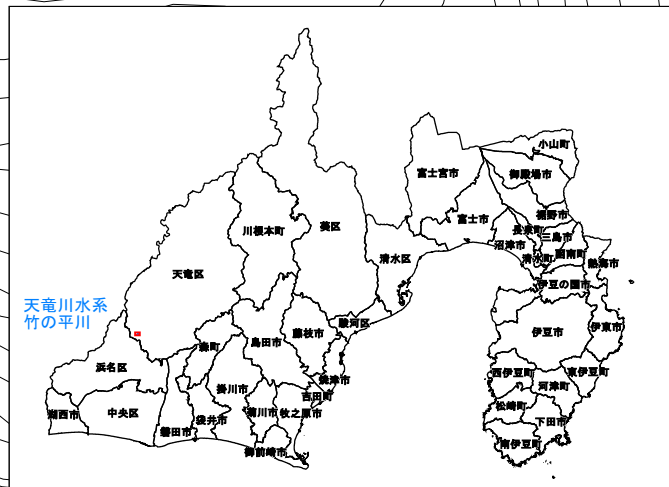 小山町
御殿場市
富士宮市
裾野市
富士市
長泉町
三島市
沼津市
清水町
函南町
熱海市
川根本町
葵区
清水区
天竜区
伊豆の国市
天竜川水系
竹の平川
伊豆市
伊東市
駿河区
藤枝市
島田市
森町
浜名区
焼津市
西伊豆町
東伊豆町
河津町
掛川市
吉田町
湖西市
中央区
袋井市
菊川市
牧之原市
松崎町
下田市
磐田市
御前崎市
南伊豆町